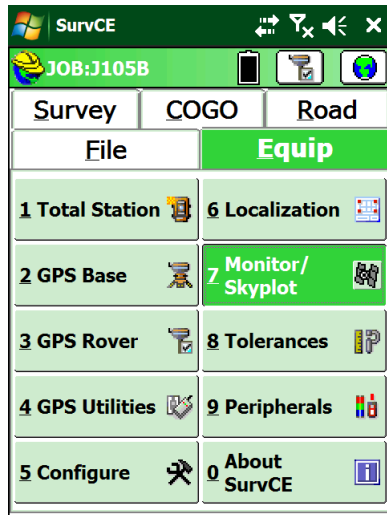 SurvCE
JOB:J105B
Survey COGO Road
File Equip
1 Total Station 6 Localization
2 GPS Base 7 Monitor/
Skyplot
3 GPS Rover 8 Tolerances
4 GPS Utilities 9 Peripherals
5 Configure 0 About
SurvCE